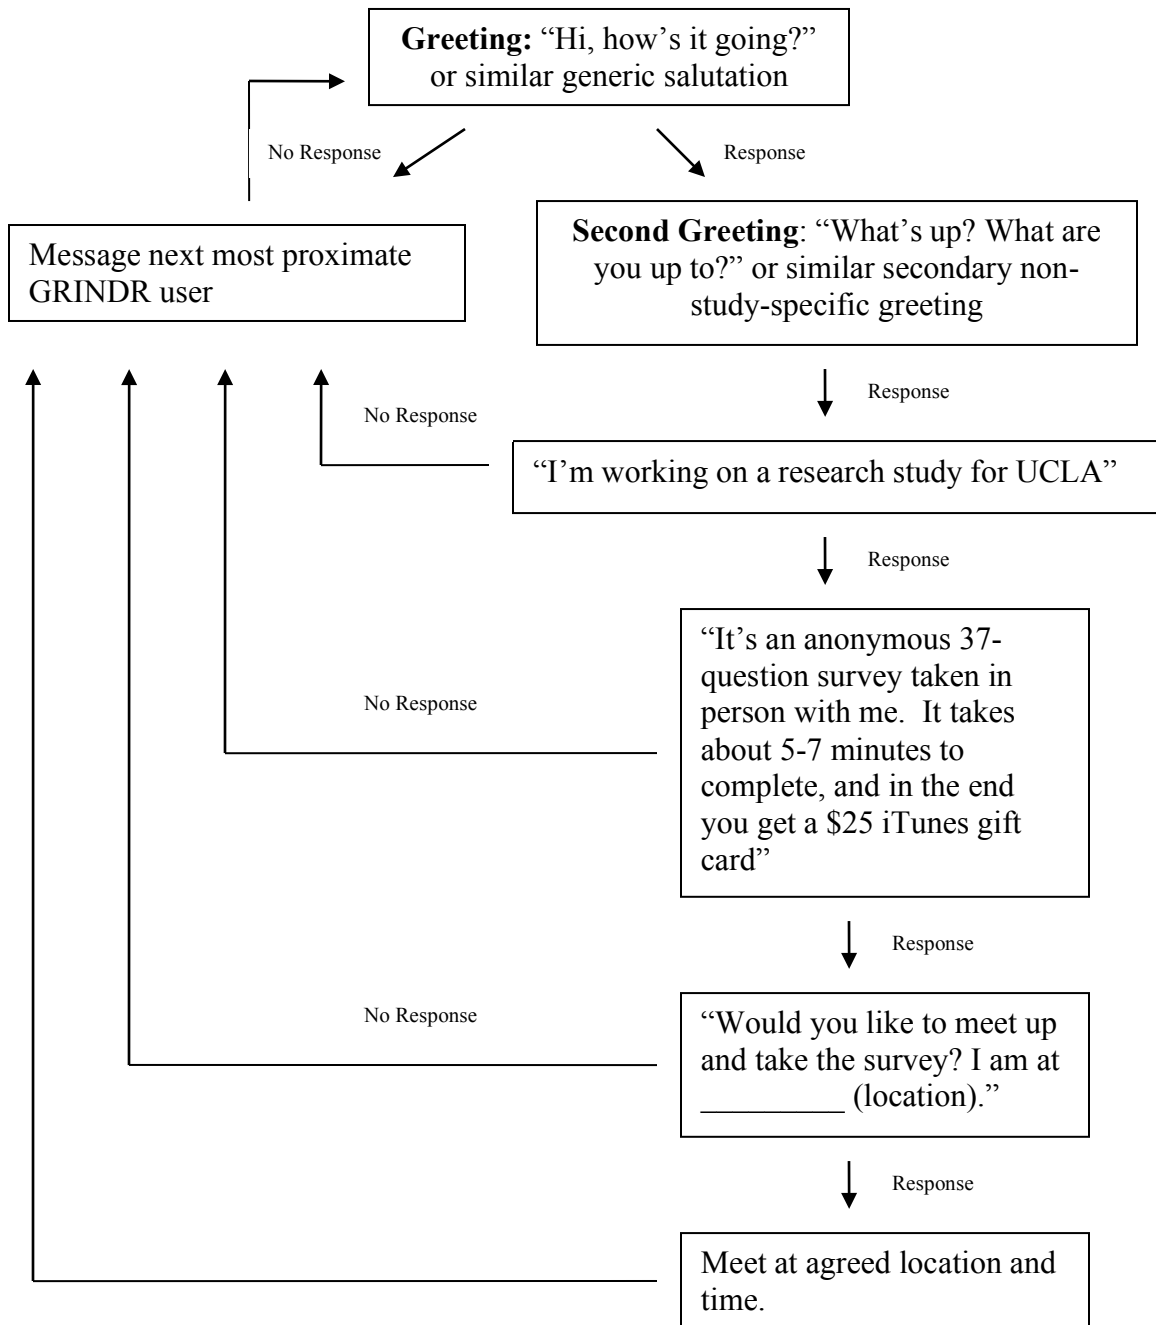 Greeting: “Hi, how’s it going?”
or similar generic salutation
No Response
Response
Message next most proximate
GRINDR user
Second Greeting: “What’s up? What are
you up to?” or similar secondary non-
study-specific greeting
Response
No Response
“I’m working on a research study for UCLA”
Response
“It’s an anonymous 37-
question survey taken in
person with me.  It takes
about 5-7 minutes to
complete, and in the end
you get a $25 iTunes gift
card”
No Response
Response
No Response
“Would you like to meet up
and take the survey? I am at
_________ (location).”
Response
Meet at agreed location and
time.